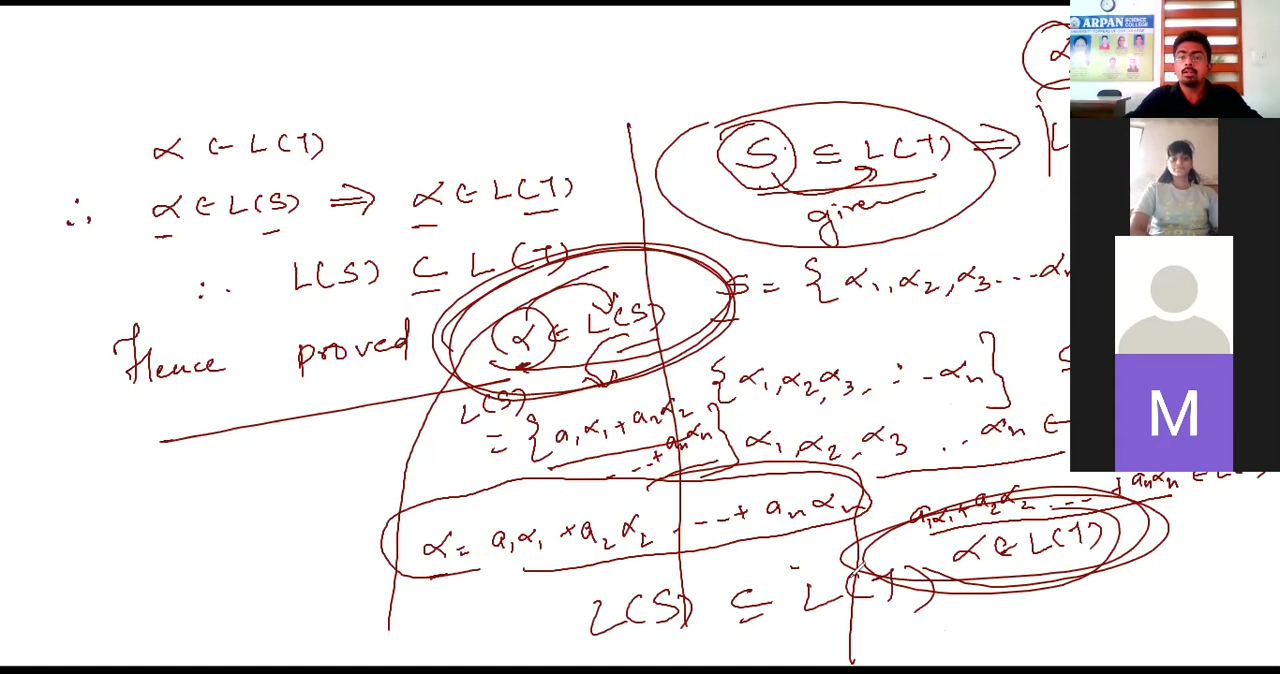 α ∈ L(T)
∴ α ∈ L(S) ⇒ α ∈ L(T)
∴ L(S) ⊆ L(T)
Hence proved
α ∈ L(S)
L(S)
= {a₁α₁ + a₂α₂
...+ aₙαₙ}
α = a₁α₁ + a₂α₂ ...+ aₙαₙ
L(S) ⊆ L(T)
S ⊆ L(T) ⇒
given
S = {α₁, α₂, α₃ ... αₙ
{α₁, α₂, α₃, ... αₙ} S
α₁, α₂, α₃ .. αₙ ∈
aₙαₙ ∈
a₁α₁ + a₂α₂ ...
α ∈ L(T)
α
ARPAN SCIENCE COLLEGE
M